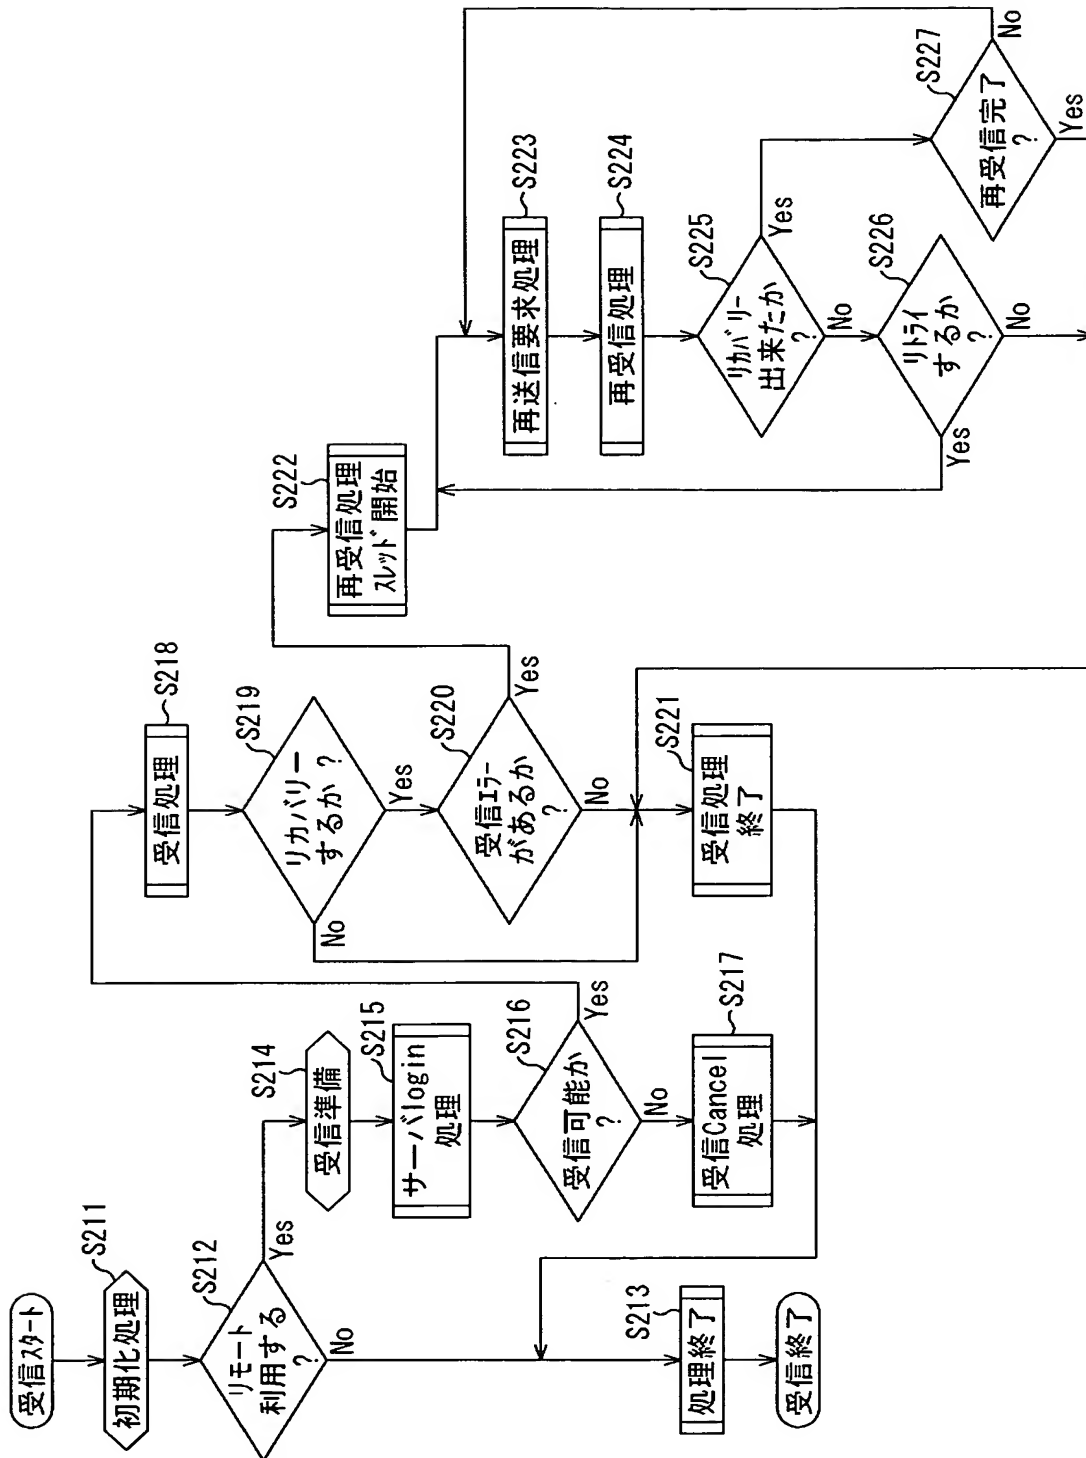 受信スタート
S211
初期化処理
S212
リモート
利用する
?
Yes
No
S213
処理終了
受信終了
S214
受信準備
S215
サーバlogin
処理
S216
受信可能か
?
Yes
No
S217
受信Cancel
処理
S218
受信処理
S219
リカバリー
するか?
Yes
No
S220
受信エラー
があるか
?
Yes
No
S221
受信処理
終了
S222
再受信処理
スレッド開始
S223
再送信要求処理
S224
再受信処理
S225
リカバリー
出来たか
?
Yes
No
S226
リトライ
するか
?
Yes
No
S227
再受信完了
?
No
Yes